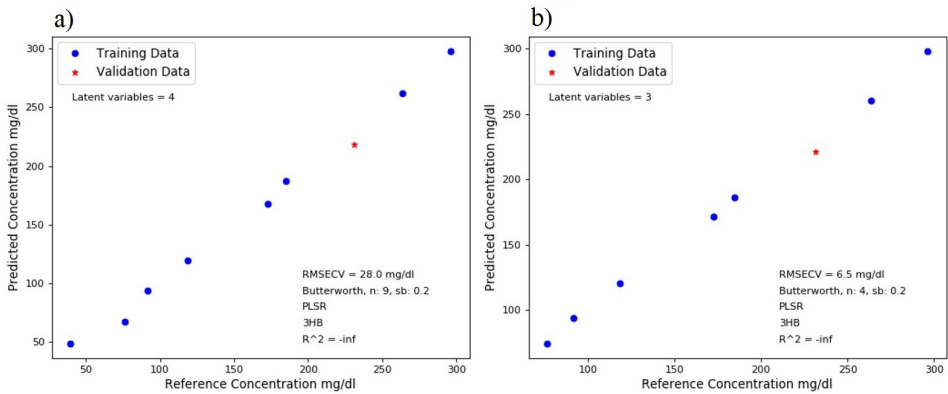 a)
Training Data
Validation Data
Latent variables = 4
300
250
200
150
100
50
Predicted Concentration mg/dl
RMSECV = 28.0 mg/dl
Butterworth, n: 9, sb: 0.2
PLSR
3HB
R^2 = -inf
50 100 150 200 250 300
Reference Concentration mg/dl
b)
Training Data
Validation Data
Latent variables = 3
300
250
200
150
100
Predicted Concentration mg/dl
RMSECV = 6.5 mg/dl
Butterworth, n: 4, sb: 0.2
PLSR
3HB
R^2 = -inf
100 150 200 250 300
Reference Concentration mg/dl